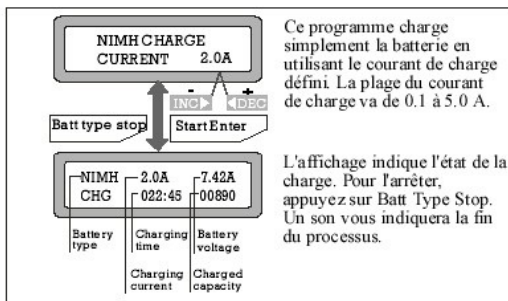 NIMH CHARGE
CURRENT 2.0A
- +
INC DEC
Batt type stop
Start Enter
NIMH 2.0A 7.42A
CHG 022:45 00890
Battery type
Charging time
Battery voltage
Charging current
Charged capacity
Ce programme charge
simplement la batterie en
utilisant le courant de charge
défini. La plage du courant
de charge va de 0.1 à 5.0 A.
L'affichage indique l'état de la
charge. Pour l'arrêter,
appuyez sur Batt Type Stop.
Un son vous indiquera la fin
du processus.